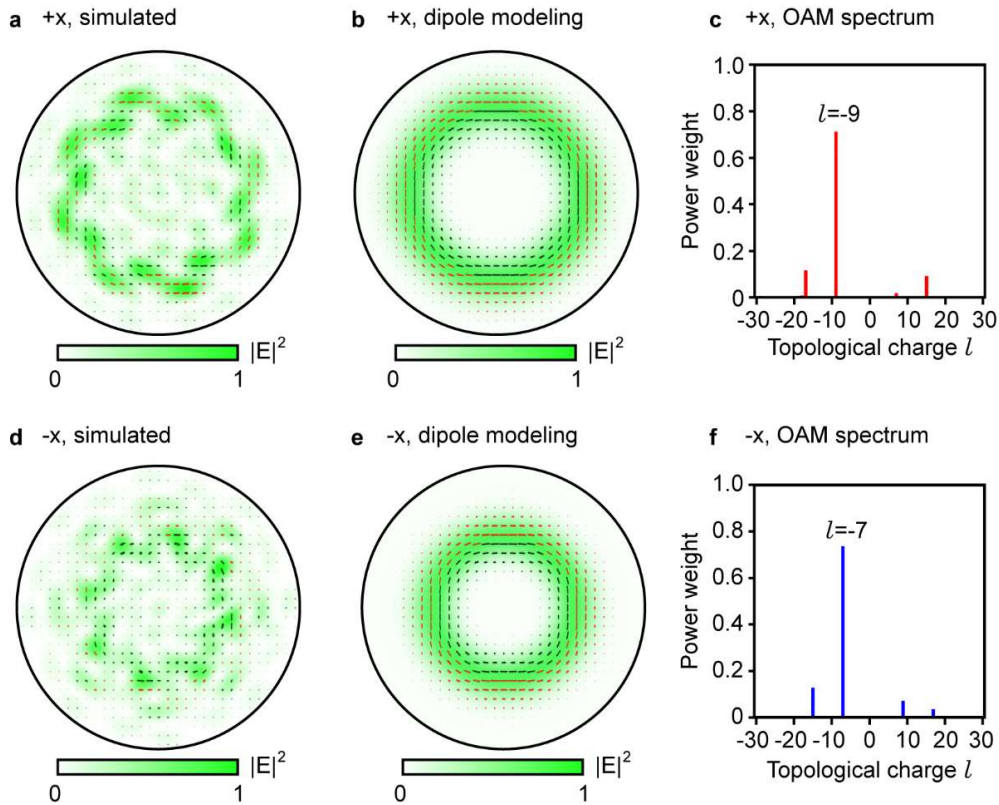 a +x, simulated
b +x, dipole modeling
c +x, OAM spectrum
|E|²
0 1
|E|²
0 1
Power weight
1.0
0.8
0.6
0.4
0.2
0
l=-9
-30 -20 -10 0 10 20 30
Topological charge l
d -x, simulated
e -x, dipole modeling
f -x, OAM spectrum
|E|²
0 1
|E|²
0 1
Power weight
1.0
0.8
0.6
0.4
0.2
0
l=-7
-30 -20 -10 0 10 20 30
Topological charge l